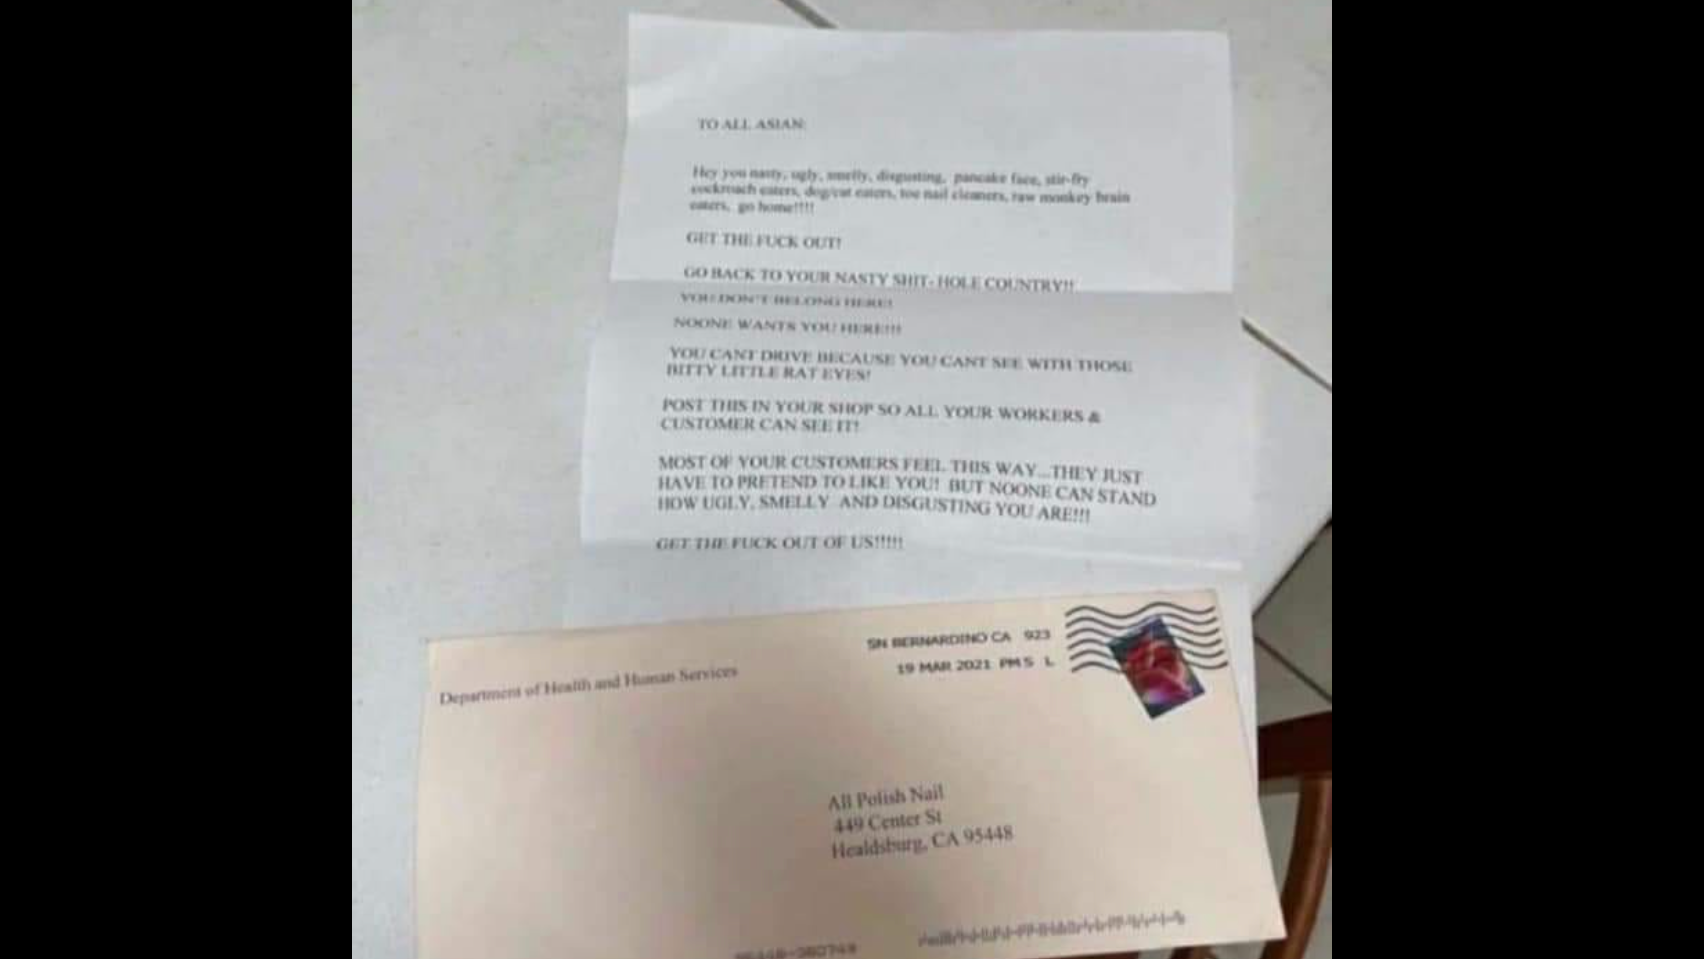 TO ALL ASIAN:
Hey you nasty, ugly, smelly, disgusting, pancake face, stir-fry
cockroach eaters, dog/cat eaters, toe nail cleaners, raw monkey brain
eaters, go home!!!!
GET THE FUCK OUT!
GO BACK TO YOUR NASTY SHIT- HOLE COUNTRY!!
YOU DON'T BELONG HERE!
NOONE WANTS YOU HERE!!!
YOU CANT DRIVE BECAUSE YOU CANT SEE WITH THOSE
BITTY LITTLE RAT EYES!
POST THIS IN YOUR SHOP SO ALL YOUR WORKERS &
CUSTOMER CAN SEE IT!
MOST OF YOUR CUSTOMERS FEEL THIS WAY...THEY JUST
HAVE TO PRETEND TO LIKE YOU! BUT NOONE CAN STAND
HOW UGLY, SMELLY AND DISGUSTING YOU ARE!!!
GET THE FUCK OUT OF US!!!!!
SN BERNARDINO CA 923
19 MAR 2021 PM 5 L
Department of Health and Human Services
All Polish Nail
449 Center St
Healdsburg, CA 95448